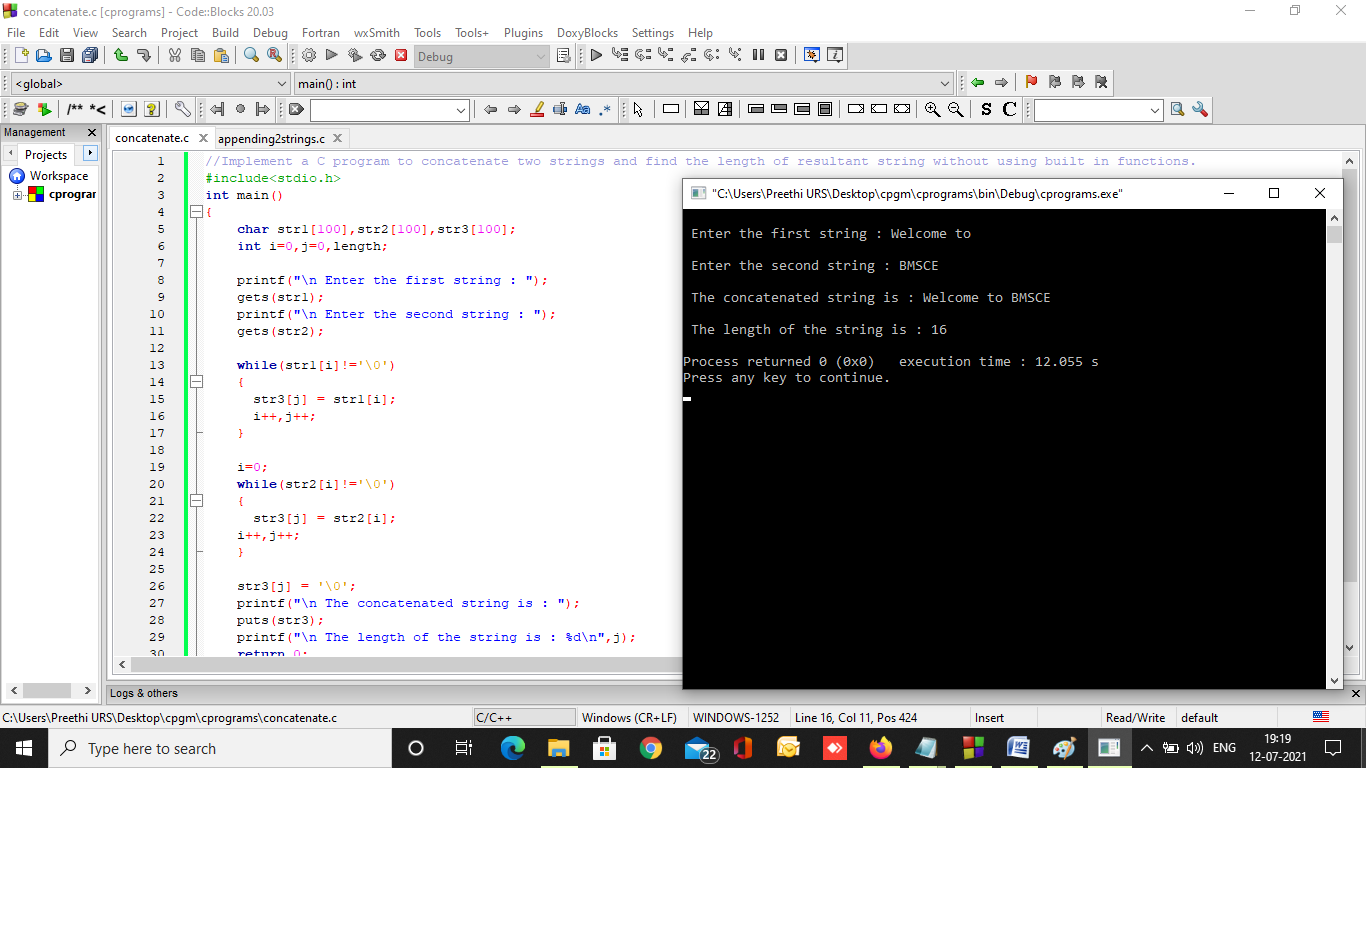 concatenate.c [cprograms] - Code::Blocks 20.03
File Edit View Search Project Build Debug Fortran wxSmith Tools Tools+ Plugins DoxyBlocks Settings Help
Debug
<global> main() : int
/** *< Aa .* S C
Management
concatenate.c appending2strings.c
Projects
Workspace
cprograr
1 //Implement a C program to concatenate two strings and find the length of resultant string without using built in functions.
2 #include<stdio.h>
3 int main()
4 {
5 char str1[100],str2[100],str3[100];
6 int i=0,j=0,length;
7
8 printf("\n Enter the first string : ");
9 gets(str1);
10 printf("\n Enter the second string : ");
11 gets(str2);
12
13 while(str1[i]!='\0')
14 {
15 str3[j] = str1[i];
16 i++,j++;
17 }
18
19 i=0;
20 while(str2[i]!='\0')
21 {
22 str3[j] = str2[i];
23 i++,j++;
24 }
25
26 str3[j] = '\0';
27 printf("\n The concatenated string is : ");
28 puts(str3);
29 printf("\n The length of the string is : %d\n",j);
30 return 0;
"C:\Users\Preethi URS\Desktop\cpgm\cprograms\bin\Debug\cprograms.exe"
Enter the first string : Welcome to
Enter the second string : BMSCE
The concatenated string is : Welcome to BMSCE
The length of the string is : 16
Process returned 0 (0x0) execution time : 12.055 s
Press any key to continue.
Logs & others
C:\Users\Preethi URS\Desktop\cpgm\cprograms\concatenate.c C/C++ Windows (CR+LF) WINDOWS-1252 Line 16, Col 11, Pos 424 Insert Read/Write default
Type here to search
22
ENG
19:19
12-07-2021